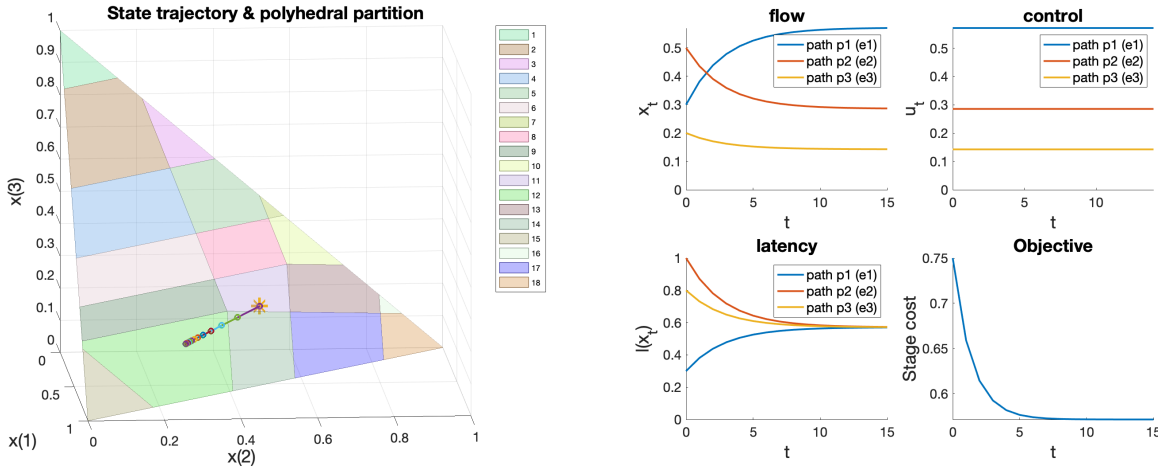 State trajectory & polyhedral partition
1
0.9
0.8
0.7
0.6
0.5
0.4
0.3
0.2
0.1
0
x(3)
0
0.5
1
x(1)
0
0.2
0.4
0.6
0.8
1
x(2)
1
2
3
4
5
6
7
8
9
10
11
12
13
14
15
16
17
18
flow
path p1 (e1)
path p2 (e2)
path p3 (e3)
0.5
0.4
0.3
0.2
0.1
0
x_t
0 5 10 15
t
control
path p1 (e1)
path p2 (e2)
path p3 (e3)
0.5
0.4
0.3
0.2
0.1
0
u_t
0 5 10
t
latency
path p1 (e1)
path p2 (e2)
path p3 (e3)
1
0.8
0.6
0.4
0.2
0
l(x_t)
0 5 10 15
t
Objective
0.75
0.7
0.65
0.6
Stage cost
0 5 10 15
t